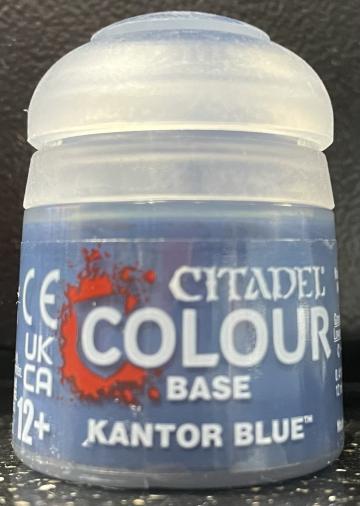 CE
UK
CA
12+
CITADEL
COLOUR
BASE
KANTOR BLUE™